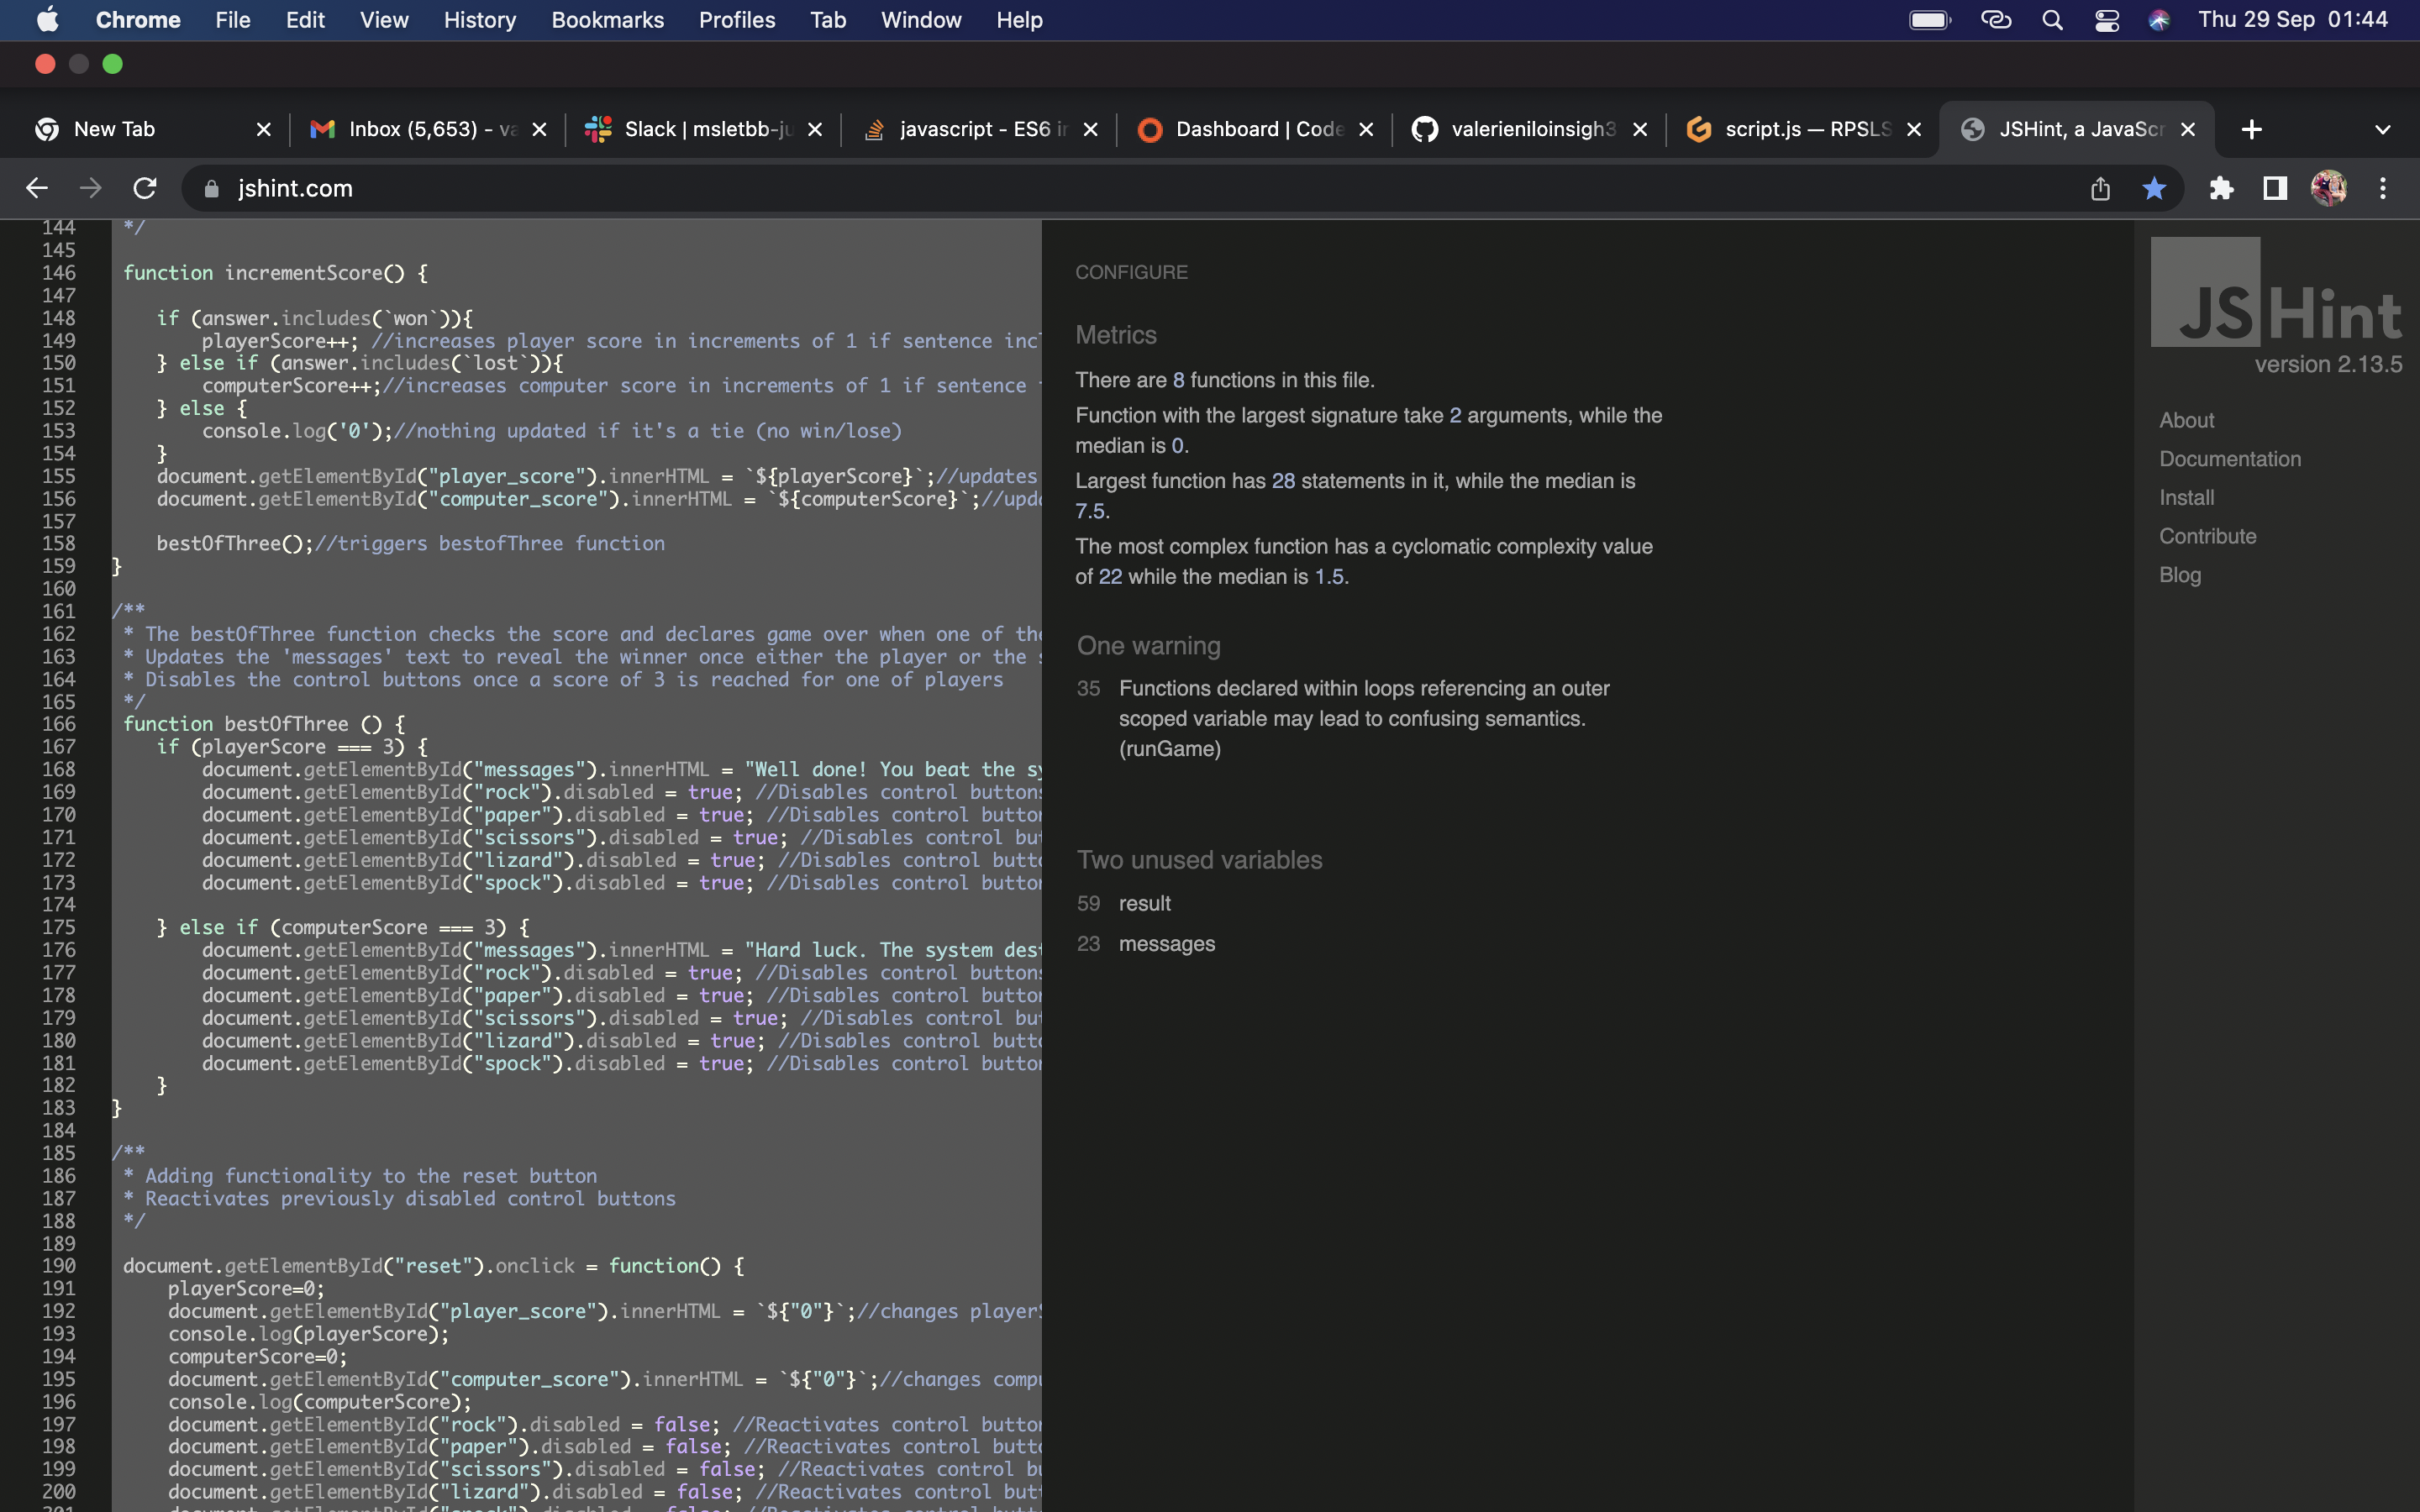 Chrome File Edit View History Bookmarks Profiles Tab Window Help Thu 29 Sep 01:44
New Tab Inbox (5,653) - va Slack | msletbb-ju javascript - ES6 in Dashboard | Code valerieniloinsigh3 script.js — RPSLS JSHint, a JavaScr
jshint.com
144 */
145
146 function incrementScore() {
147
148 if (answer.includes(`won`)){
149 playerScore++; //increases player score in increments of 1 if sentence inc
150 } else if (answer.includes(`lost`)){
151 computerScore++;//increases computer score in increments of 1 if sentence
152 } else {
153 console.log('0');//nothing updated if it's a tie (no win/lose)
154 }
155 document.getElementById("player_score").innerHTML = `${playerScore}`;//updates
156 document.getElementById("computer_score").innerHTML = `${computerScore}`;//upd
157
158 bestOfThree();//triggers bestofThree function
159 }
160
161 /**
162 * The bestOfThree function checks the score and declares game over when one of the
163 * Updates the 'messages' text to reveal the winner once either the player or the
164 * Disables the control buttons once a score of 3 is reached for one of players
165 */
166 function bestOfThree () {
167 if (playerScore === 3) {
168 document.getElementById("messages").innerHTML = "Well done! You beat the sy
169 document.getElementById("rock").disabled = true; //Disables control buttons
170 document.getElementById("paper").disabled = true; //Disables control button
171 document.getElementById("scissors").disabled = true; //Disables control but
172 document.getElementById("lizard").disabled = true; //Disables control butto
173 document.getElementById("spock").disabled = true; //Disables control button
174
175 } else if (computerScore === 3) {
176 document.getElementById("messages").innerHTML = "Hard luck. The system dest
177 document.getElementById("rock").disabled = true; //Disables control buttons
178 document.getElementById("paper").disabled = true; //Disables control button
179 document.getElementById("scissors").disabled = true; //Disables control but
180 document.getElementById("lizard").disabled = true; //Disables control butto
181 document.getElementById("spock").disabled = true; //Disables control button
182 }
183 }
184
185 /**
186 * Adding functionality to the reset button
187 * Reactivates previously disabled control buttons
188 */
189
190 document.getElementById("reset").onclick = function() {
191 playerScore=0;
192 document.getElementById("player_score").innerHTML = `${"0"}`;//changes playerS
193 console.log(playerScore);
194 computerScore=0;
195 document.getElementById("computer_score").innerHTML = `${"0"}`;//changes comp
196 console.log(computerScore);
197 document.getElementById("rock").disabled = false; //Reactivates control button
198 document.getElementById("paper").disabled = false; //Reactivates control butto
199 document.getElementById("scissors").disabled = false; //Reactivates control bu
200 document.getElementById("lizard").disabled = false; //Reactivates control butt
CONFIGURE
Metrics
There are 8 functions in this file.
Function with the largest signature take 2 arguments, while the
median is 0.
Largest function has 28 statements in it, while the median is
7.5.
The most complex function has a cyclomatic complexity value
of 22 while the median is 1.5.
One warning
35 Functions declared within loops referencing an outer
scoped variable may lead to confusing semantics.
(runGame)
Two unused variables
59 result
23 messages
JSHint
version 2.13.5
About
Documentation
Install
Contribute
Blog